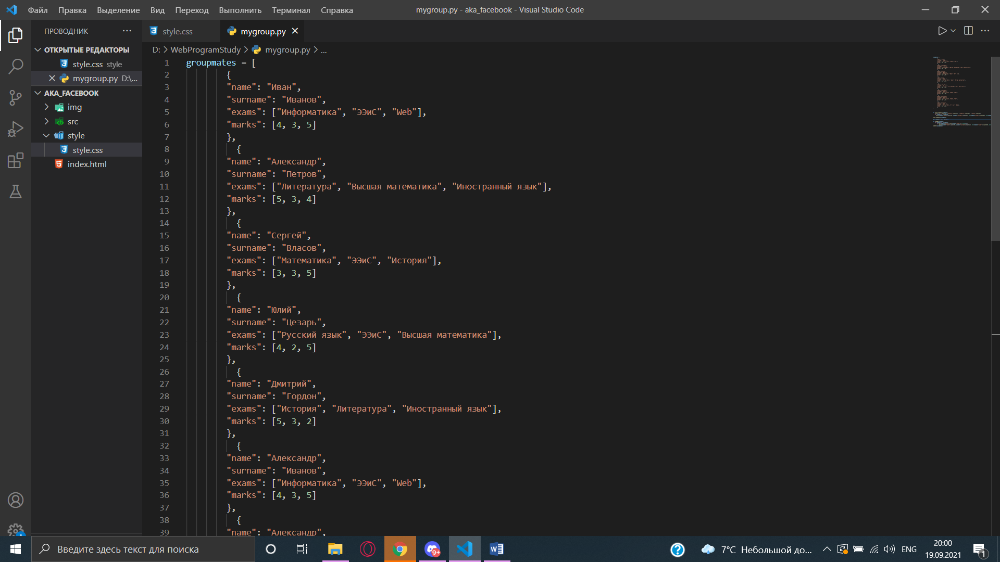 Файл Правка Выделение Вид Переход Выполнить Терминал Справка
mygroup.py - aka_facebook - Visual Studio Code
ПРОВОДНИК
ОТКРЫТЫЕ РЕДАКТОРЫ
style.css style
mygroup.py D:\...
AKA_FACEBOOK
img
src
style
style.css
index.html
style.css mygroup.py
D: > WebProgramStudy > mygroup.py > ...
1 groupmates = [
2 {
3 "name": "Иван",
4 "surname": "Иванов",
5 "exams": ["Информатика", "ЭЭиС", "Web"],
6 "marks": [4, 3, 5]
7 },
8 {
9 "name": "Александр",
10 "surname": "Петров",
11 "exams": ["Литература", "Высшая математика", "Иностранный язык"],
12 "marks": [5, 3, 4]
13 },
14 {
15 "name": "Сергей",
16 "surname": "Власов",
17 "exams": ["Математика", "ЭЭиС", "История"],
18 "marks": [3, 3, 5]
19 },
20 {
21 "name": "Юлий",
22 "surname": "Цезарь",
23 "exams": ["Русский язык", "ЭЭиС", "Высшая математика"],
24 "marks": [4, 2, 5]
25 },
26 {
27 "name": "Дмитрий",
28 "surname": "Гордон",
29 "exams": ["История", "Литература", "Иностранный язык"],
30 "marks": [5, 3, 2]
31 },
32 {
33 "name": "Александр",
34 "surname": "Иванов",
35 "exams": ["Информатика", "ЭЭиС", "Web"],
36 "marks": [4, 3, 5]
37 },
38 {
39 "name": "Александр",
Введите здесь текст для поиска
9+
7°C Небольшой до...
ENG
20:00
19.09.2021
1